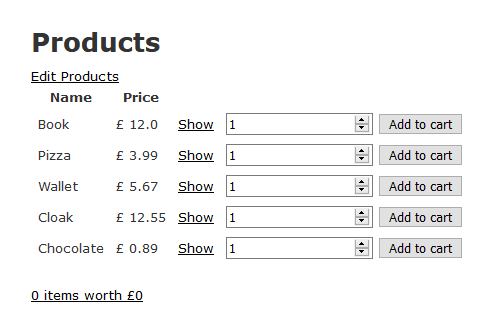 Products
Edit Products
Name Price
Book £ 12.0 Show 1 Add to cart
Pizza £ 3.99 Show 1 Add to cart
Wallet £ 5.67 Show 1 Add to cart
Cloak £ 12.55 Show 1 Add to cart
Chocolate £ 0.89 Show 1 Add to cart
0 items worth £0